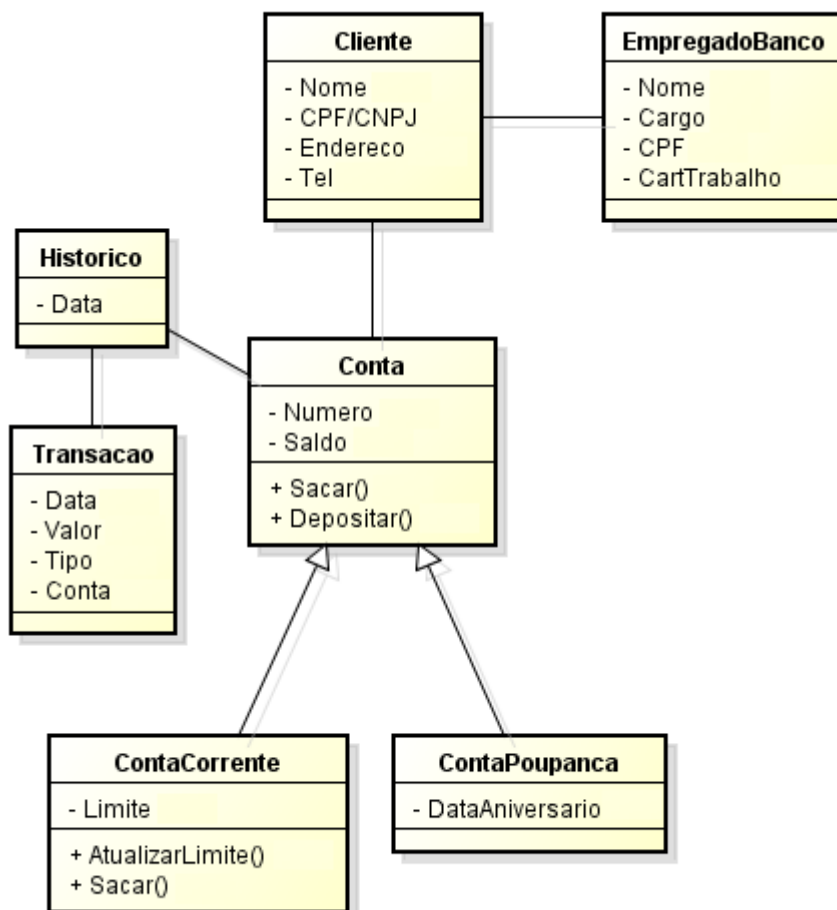 Cliente
- Nome
- CPF/CNPJ
- Endereco
- Tel
EmpregadoBanco
- Nome
- Cargo
- CPF
- CartTrabalho
Historico
- Data
Conta
- Numero
- Saldo
+ Sacar()
+ Depositar()
Transacao
- Data
- Valor
- Tipo
- Conta
ContaCorrente
- Limite
+ AtualizarLimite()
+ Sacar()
ContaPoupanca
- DataAniversario